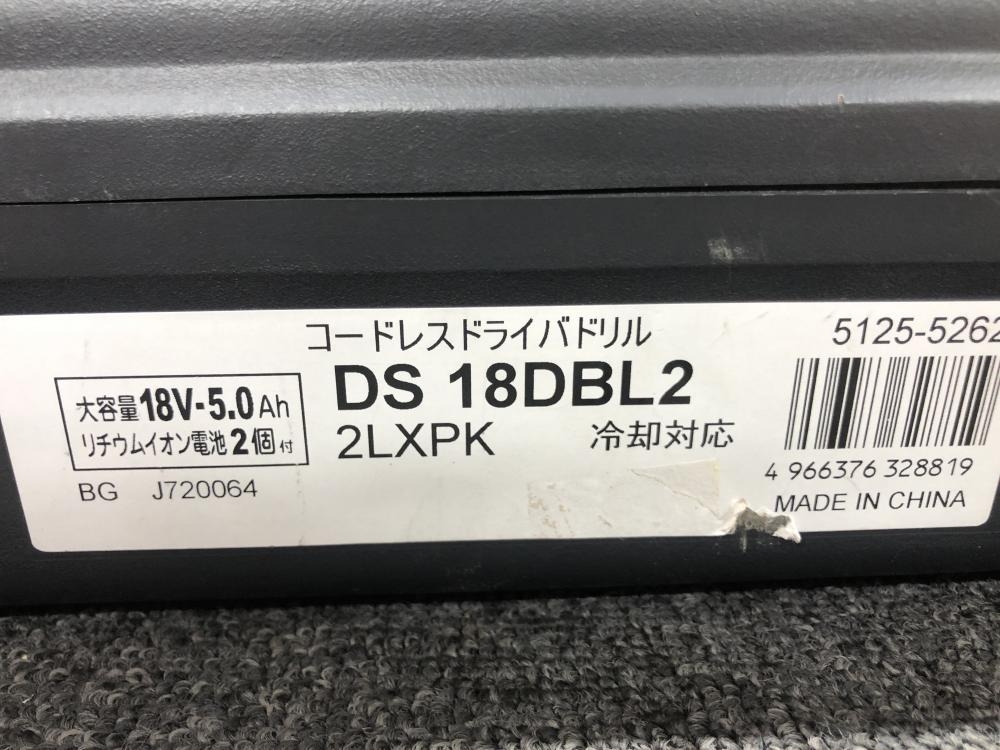 コードレスドライバドリル
5125-5262
大容量18V-5.0Ah
リチウムイオン電池2個付
DS 18DBL2
2LXPK 冷却対応
BG J720064
4 966376 328819
MADE IN CHINA